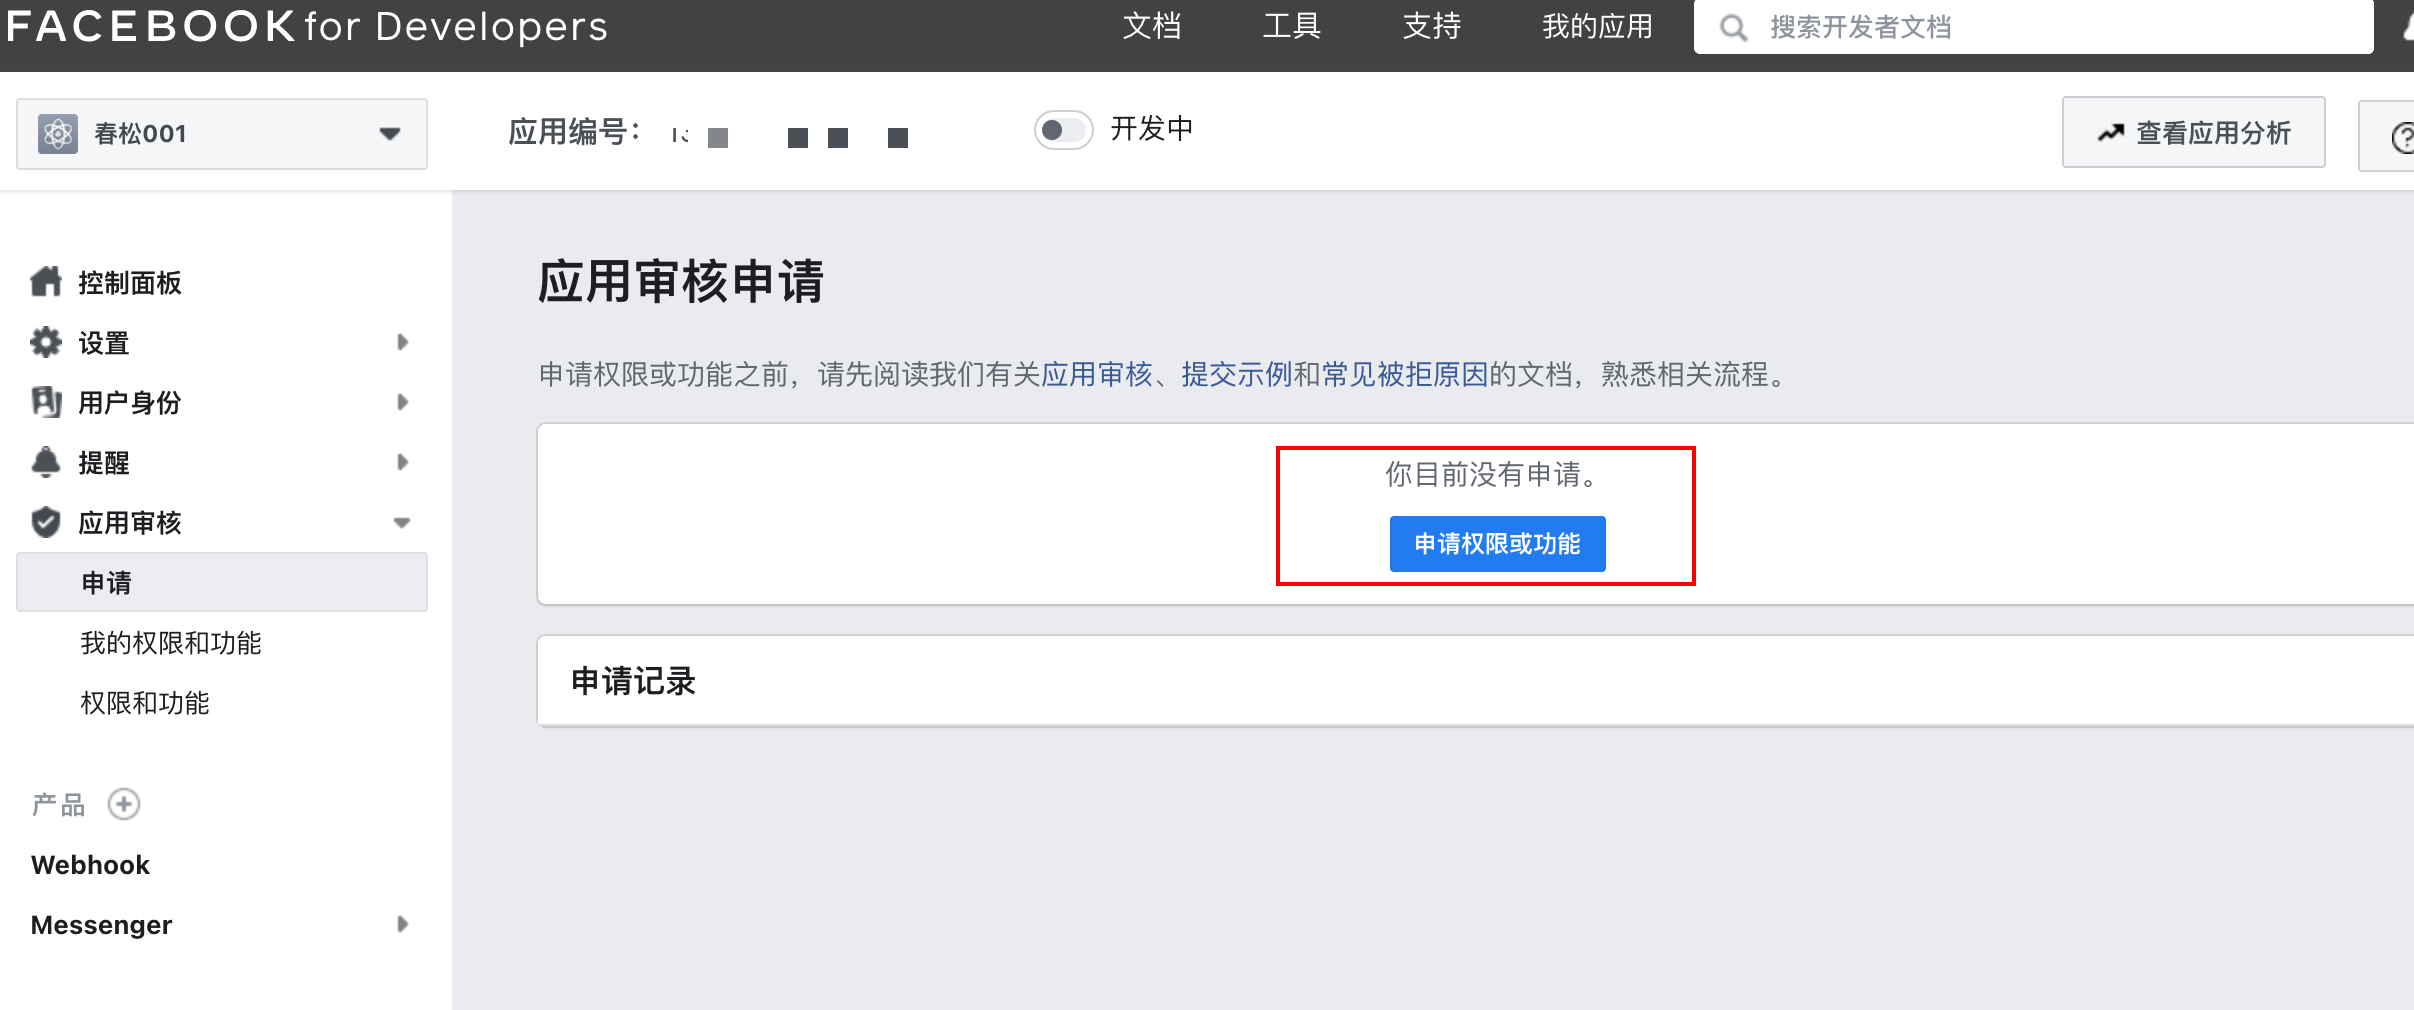 FACEBOOK for Developers
文档
工具
支持
我的应用
搜索开发者文档
春松001
应用编号：
开发中
查看应用分析
控制面板
设置
用户身份
提醒
应用审核
申请
我的权限和功能
权限和功能
产品
Webhook
Messenger
应用审核申请
申请权限或功能之前，请先阅读我们有关应用审核、提交示例和常见被拒原因的文档，熟悉相关流程。
你目前没有申请。
申请权限或功能
申请记录